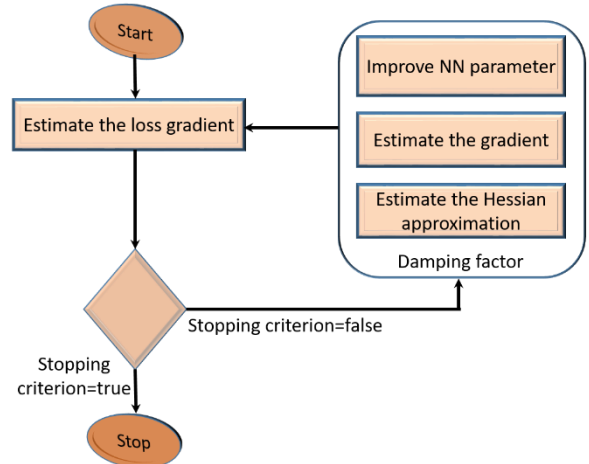 Start
Estimate the loss gradient
Improve NN parameter
Estimate the gradient
Estimate the Hessian
approximation
Damping factor
Stopping criterion=false
Stopping
criterion=true
Stop